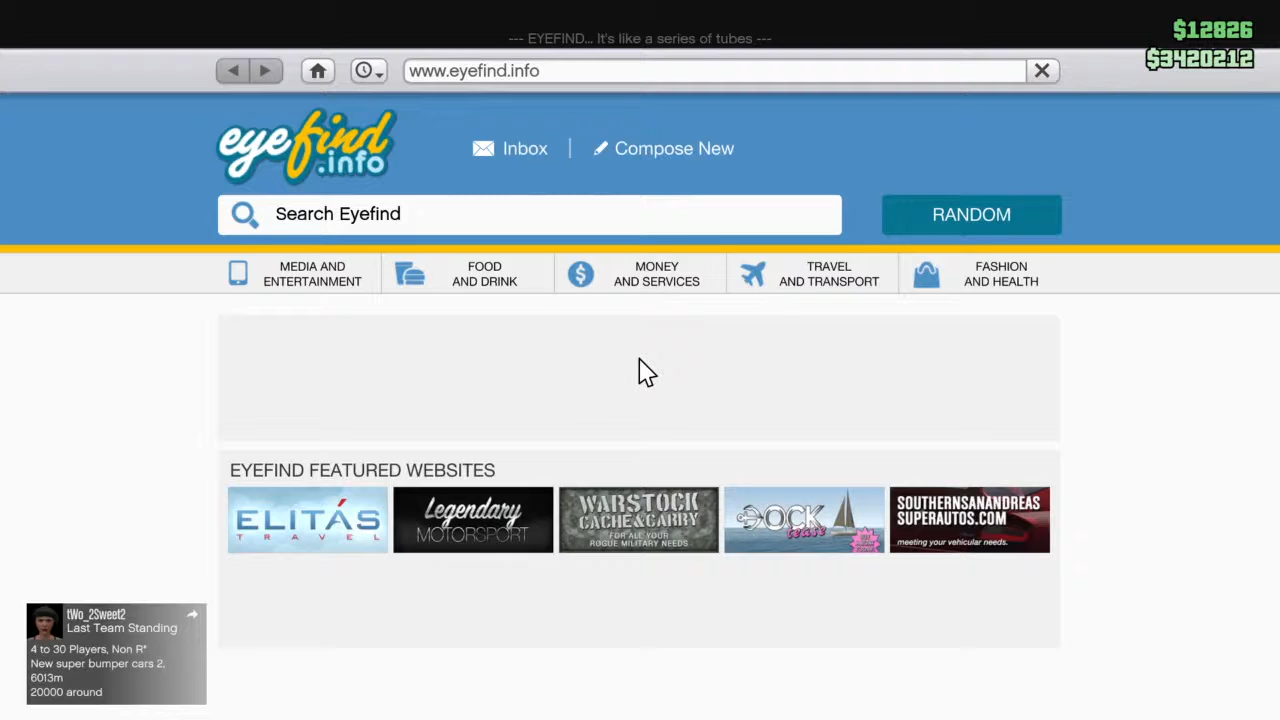 $12826
--- EYEFIND... It's like a series of tubes ---
$3420212
www.eyefind.info
eyefind
.info
Inbox
Compose New
Search Eyefind
RANDOM
MEDIA AND
ENTERTAINMENT
FOOD
AND DRINK
MONEY
AND SERVICES
TRAVEL
AND TRANSPORT
FASHION
AND HEALTH
EYEFIND FEATURED WEBSITES
ELITÁS
TRAVEL
Legendary
MOTORSPORT
WARSTOCK
CACHE&CARRY
FOR ALL YOUR
ROGUE MILITARY NEEDS
DOCK
tease
SOUTHERNSANANDREAS
SUPERAUTOS.COM
meeting your vehicular needs.
tWo_2Sweet2
Last Team Standing
4 to 30 Players, Non R*
New super bumper cars 2,
6013m
20000 around